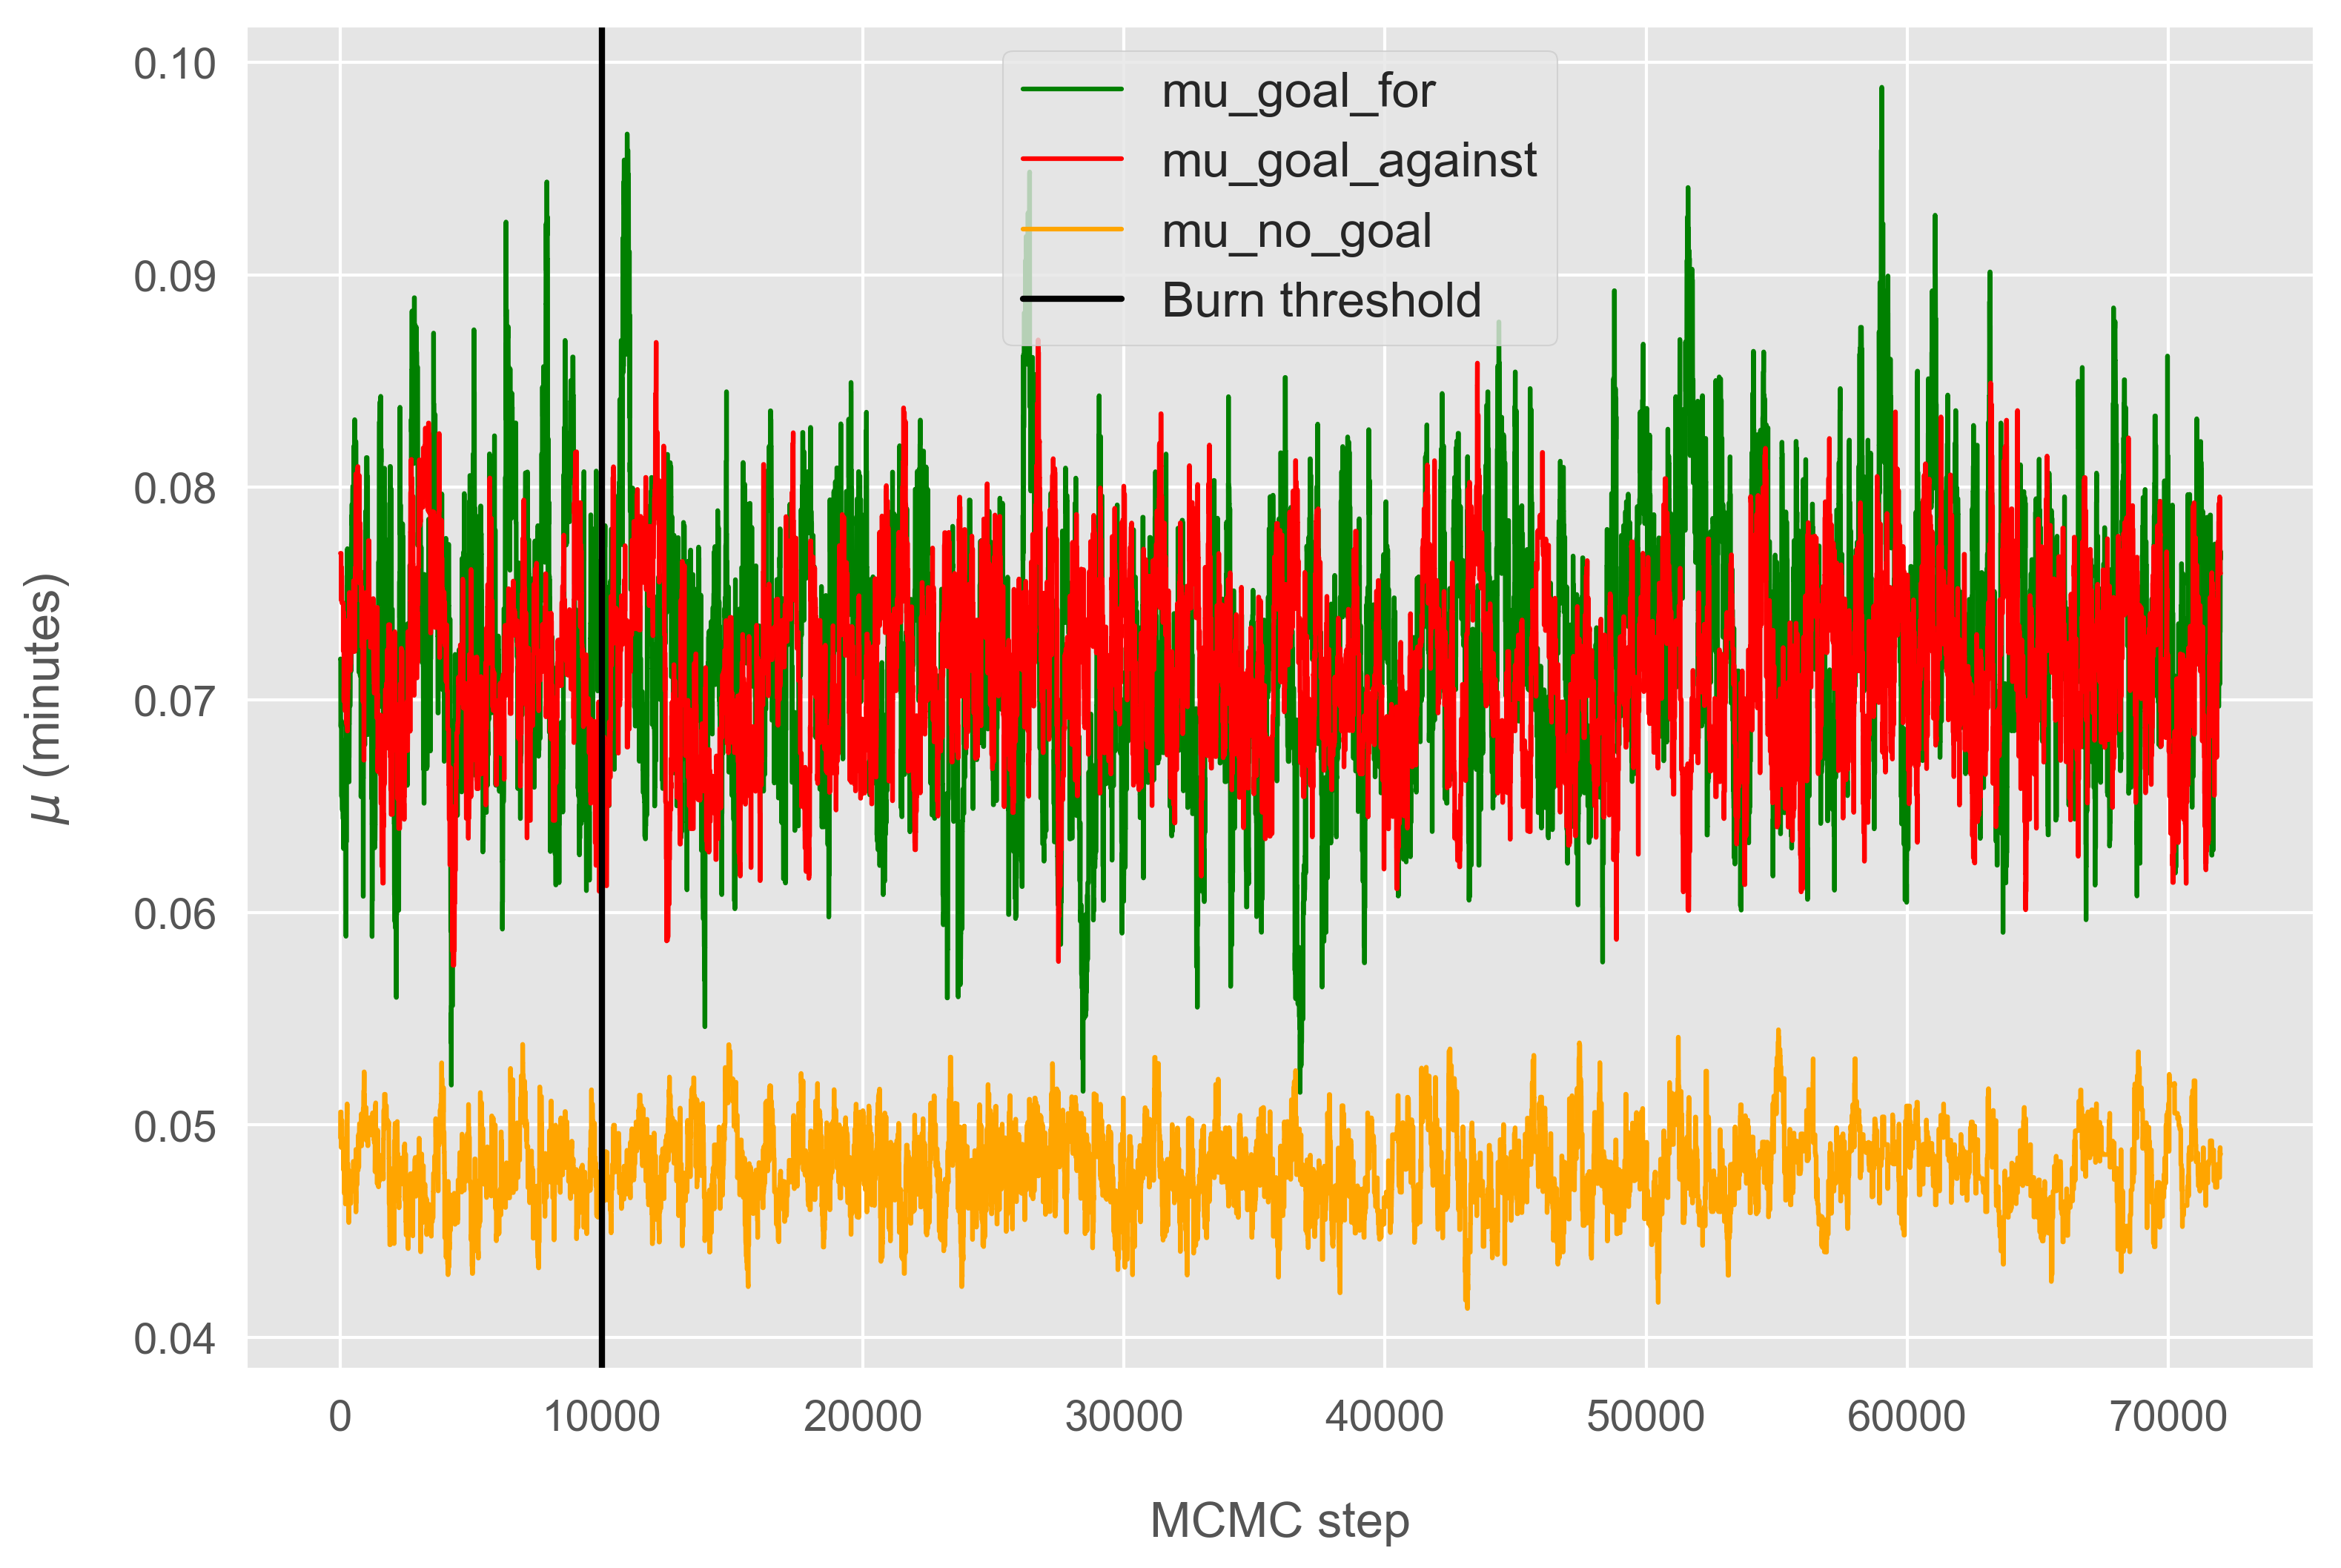 0.10
0.09
0.08
0.07
0.06
0.05
0.04
μ (minutes)
mu_goal_for
mu_goal_against
mu_no_goal
Burn threshold
0 10000 20000 30000 40000 50000 60000 70000
MCMC step